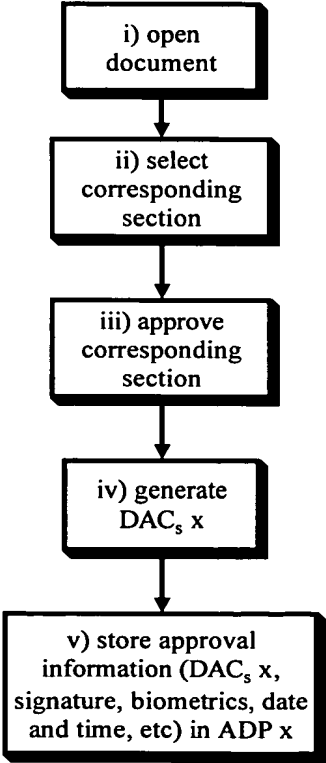 i) open
document
ii) select
corresponding
section
iii) approve
corresponding
section
iv) generate
DACₛ x
v) store approval
information (DACₛ x,
signature, biometrics, date
and time, etc) in ADP x